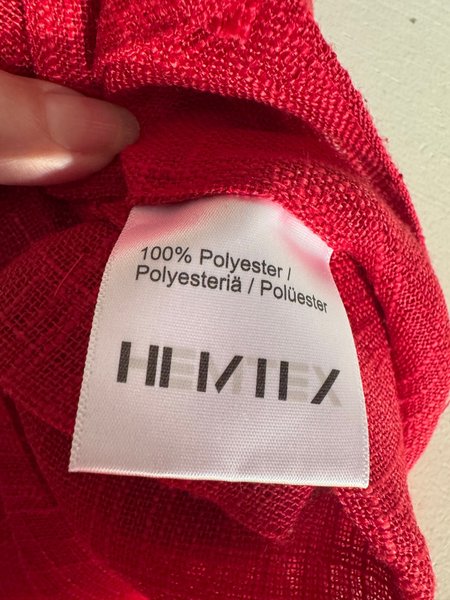 100% Polyester /
Polyesteriä / Polüester
HEMTEX